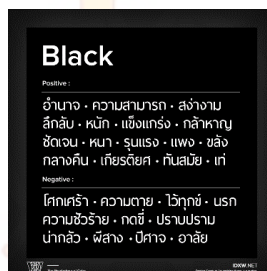 Black
Positive :
อำนาจ • ความสามารถ • สง่างาม
ลึกลับ • หนัก • แข็งแกร่ง • กล้าหาญ
ชัดเจน • หนา • รุนแรง • แพง • ขลัง
กลางคืน • เกียรติยศ • ทันสมัย • เท่
Negative :
โศกเศร้า • ความตาย • ไว้ทุกข์ • นรก
ความชั่วร้าย • กดขี่ • ปราบปราม
น่ากลัว • ผีสาง • ปีศาจ • อาลัย
IDXW.NET